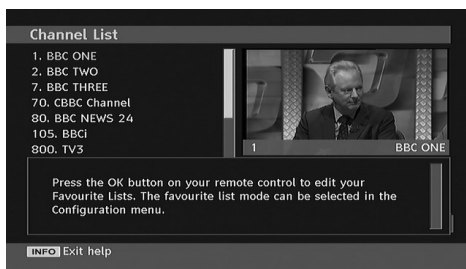 Channel List
1. BBC ONE
2. BBC TWO
7. BBC THREE
70. CBBC Channel
80. BBC NEWS 24
105. BBCi
800. TV3
1 BBC ONE
Press the OK button on your remote control to edit your
Favourite Lists. The favourite list mode can be selected in the
Configuration menu.
INFO Exit help